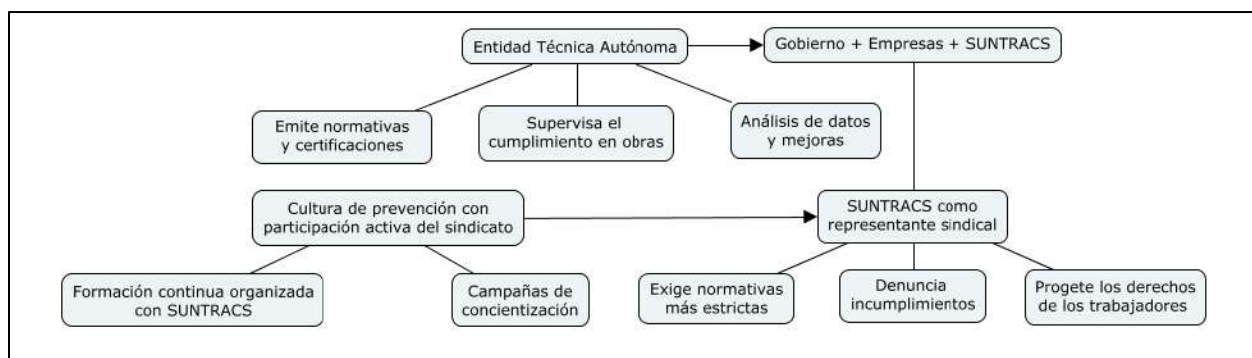 Entidad Técnica Autónoma
Gobierno + Empresas + SUNTRACS
Emite normativas
y certificaciones
Supervisa el
cumplimiento en obras
Análisis de datos
y mejoras
Cultura de prevención con
participación activa del sindicato
SUNTRACS como
representante sindical
Formación continua organizada
con SUNTRACS
Campañas de
concientización
Exige normativas
más estrictas
Denuncia
incumplimientos
Progete los derechos
de los trabajadores